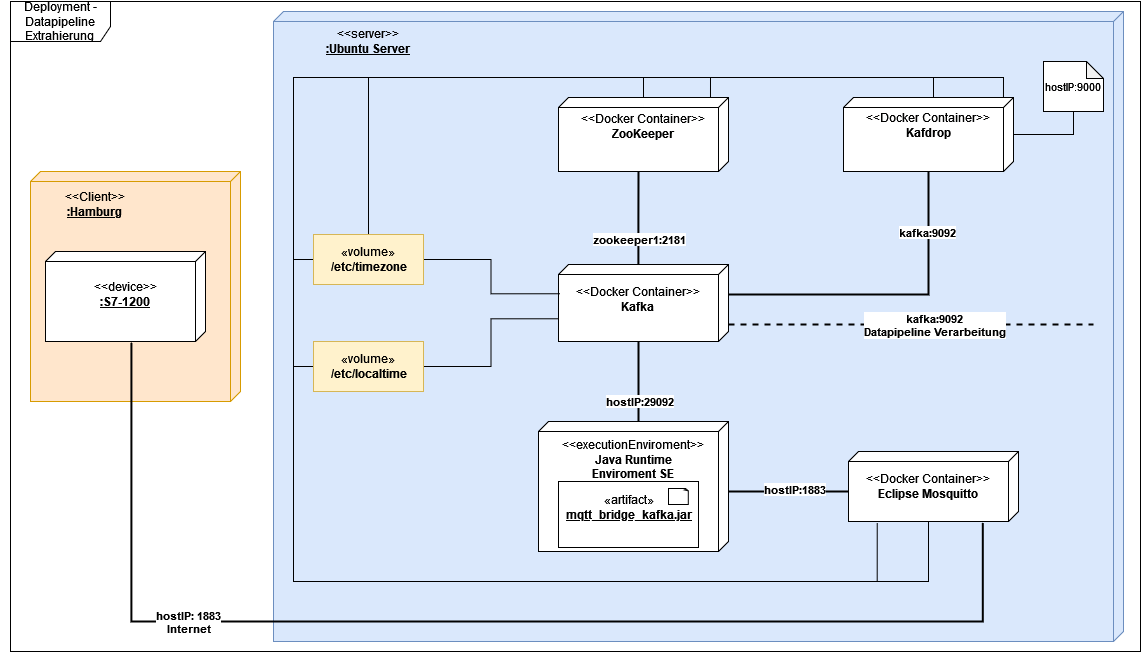 Deployment -
Datapipeline
Extrahierung
<<server>>
:Ubuntu Server
hostIP:9000
<<Docker Container>>
ZooKeeper
<<Docker Container>>
Kafdrop
<<Client>>
:Hamburg
zookeeper1:2181
kafka:9092
«volume»
/etc/timezone
<<device>>
:S7-1200
<<Docker Container>>
Kafka
kafka:9092
Datapipeline Verarbeitung
«volume»
/etc/localtime
hostIP:29092
<<executionEnviroment>>
Java Runtime
Enviroment SE
«artifact»
mqtt_bridge_kafka.jar
hostIP:1883
<<Docker Container>>
Eclipse Mosquitto
hostIP: 1883
Internet